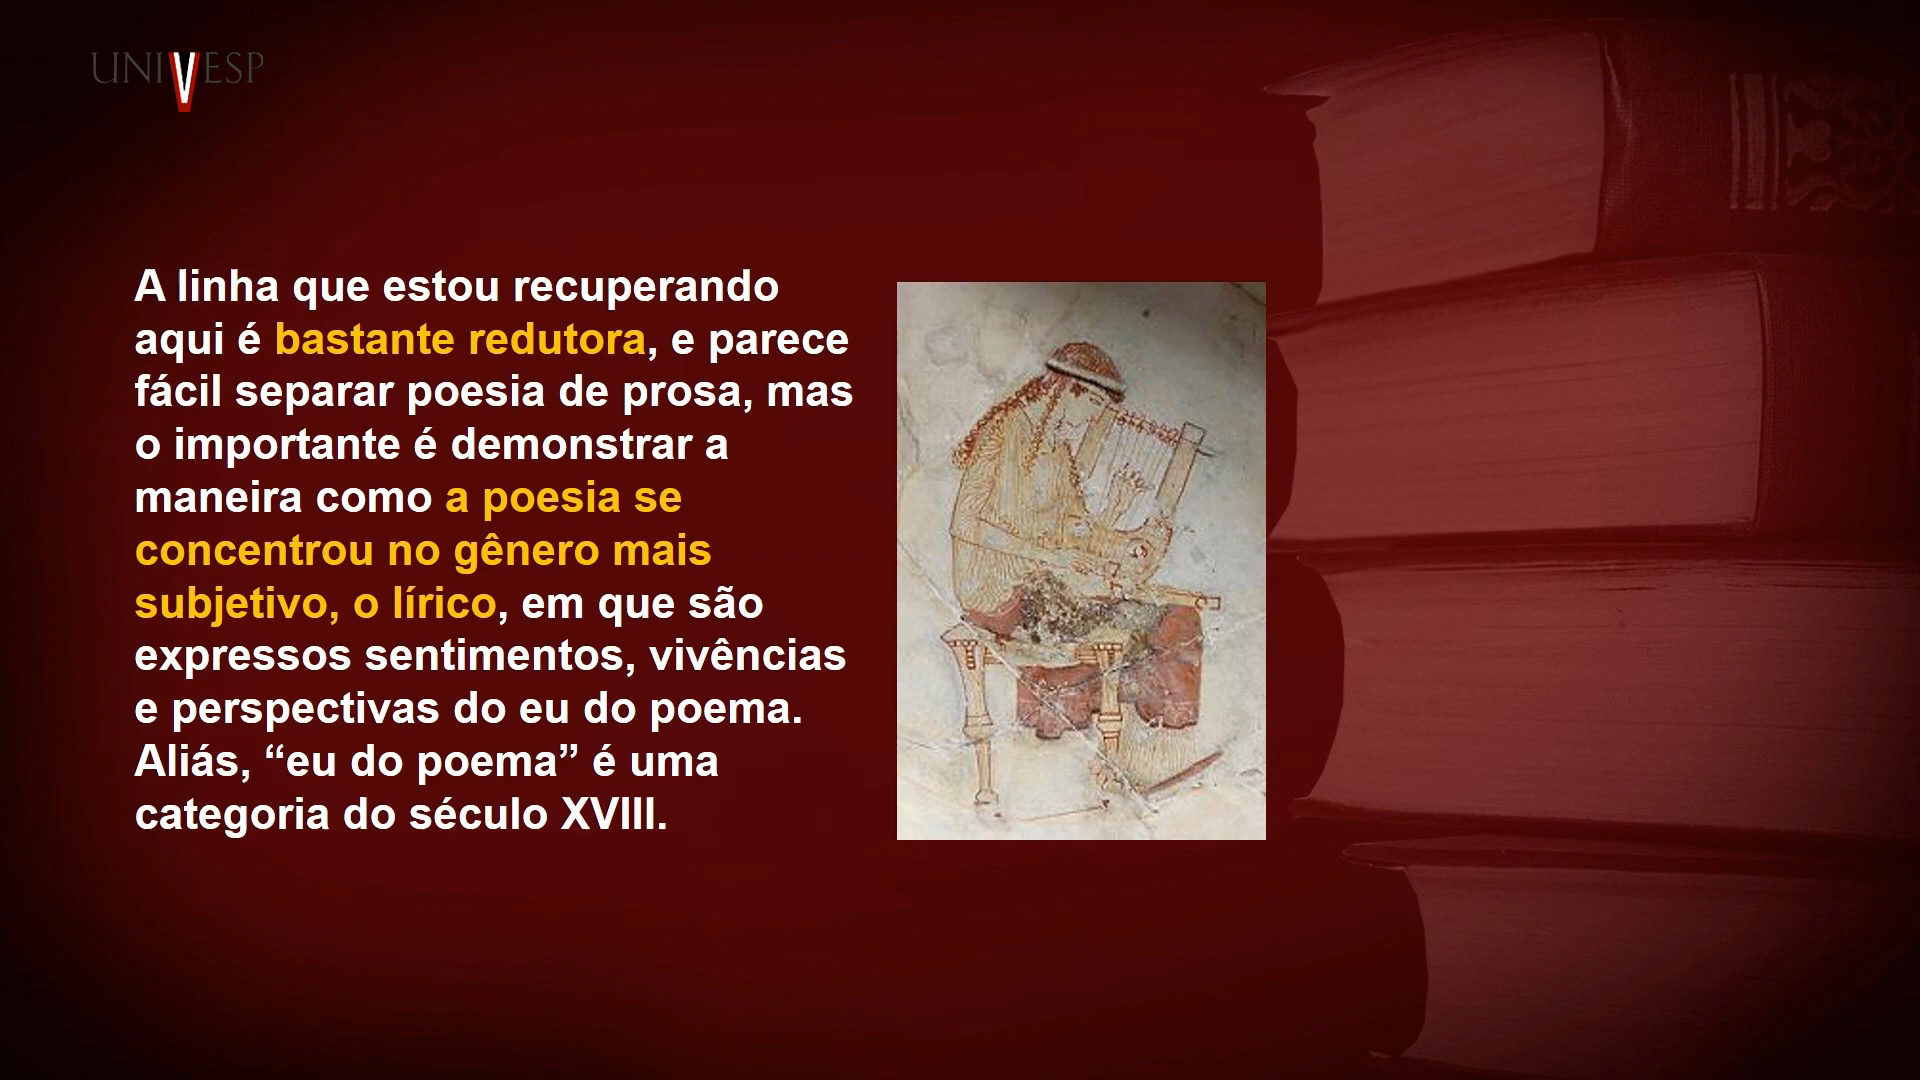 UNIVESP
A linha que estou recuperando
aqui é bastante redutora, e parece
fácil separar poesia de prosa, mas
o importante é demonstrar a
maneira como a poesia se
concentrou no gênero mais
subjetivo, o lírico, em que são
expressos sentimentos, vivências
e perspectivas do eu do poema.
Aliás, “eu do poema” é uma
categoria do século XVIII.